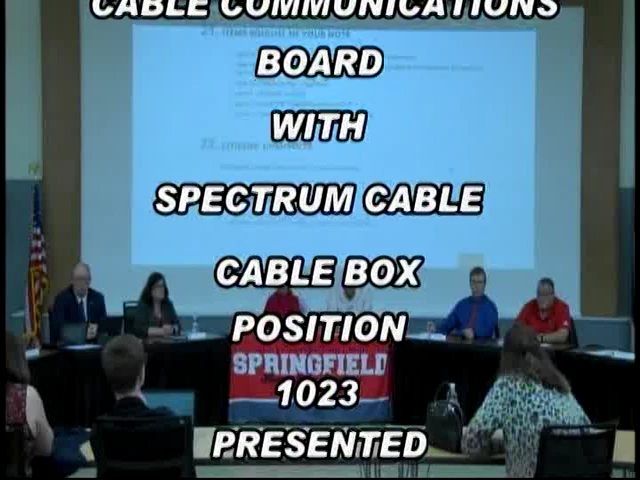 CABLE COMMUNICATIONS
BOARD
WITH
SPECTRUM CABLE
CABLE BOX
POSITION
SPRINGFIELD
1023
PRESENTED